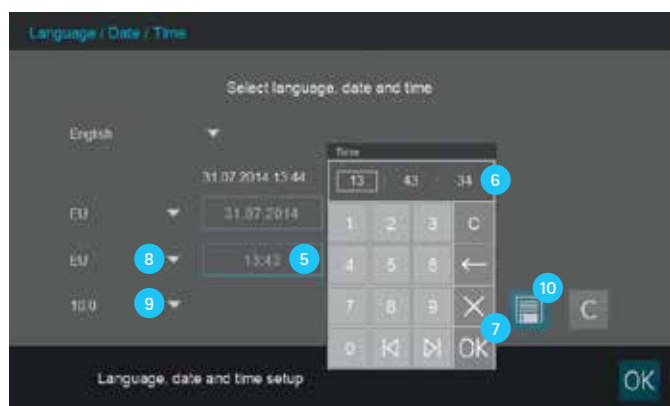 Language / Date / Time
Select language, date and time
English
Time
31.07.2014 13:44
13 43 34 6
EU 31.07.2014
1 2 3 C
EU 8 13:43 5
4 5 6 ←
10.0 9
7 8 9 X
10
C
7
0 OK
Language, date and time setup
OK